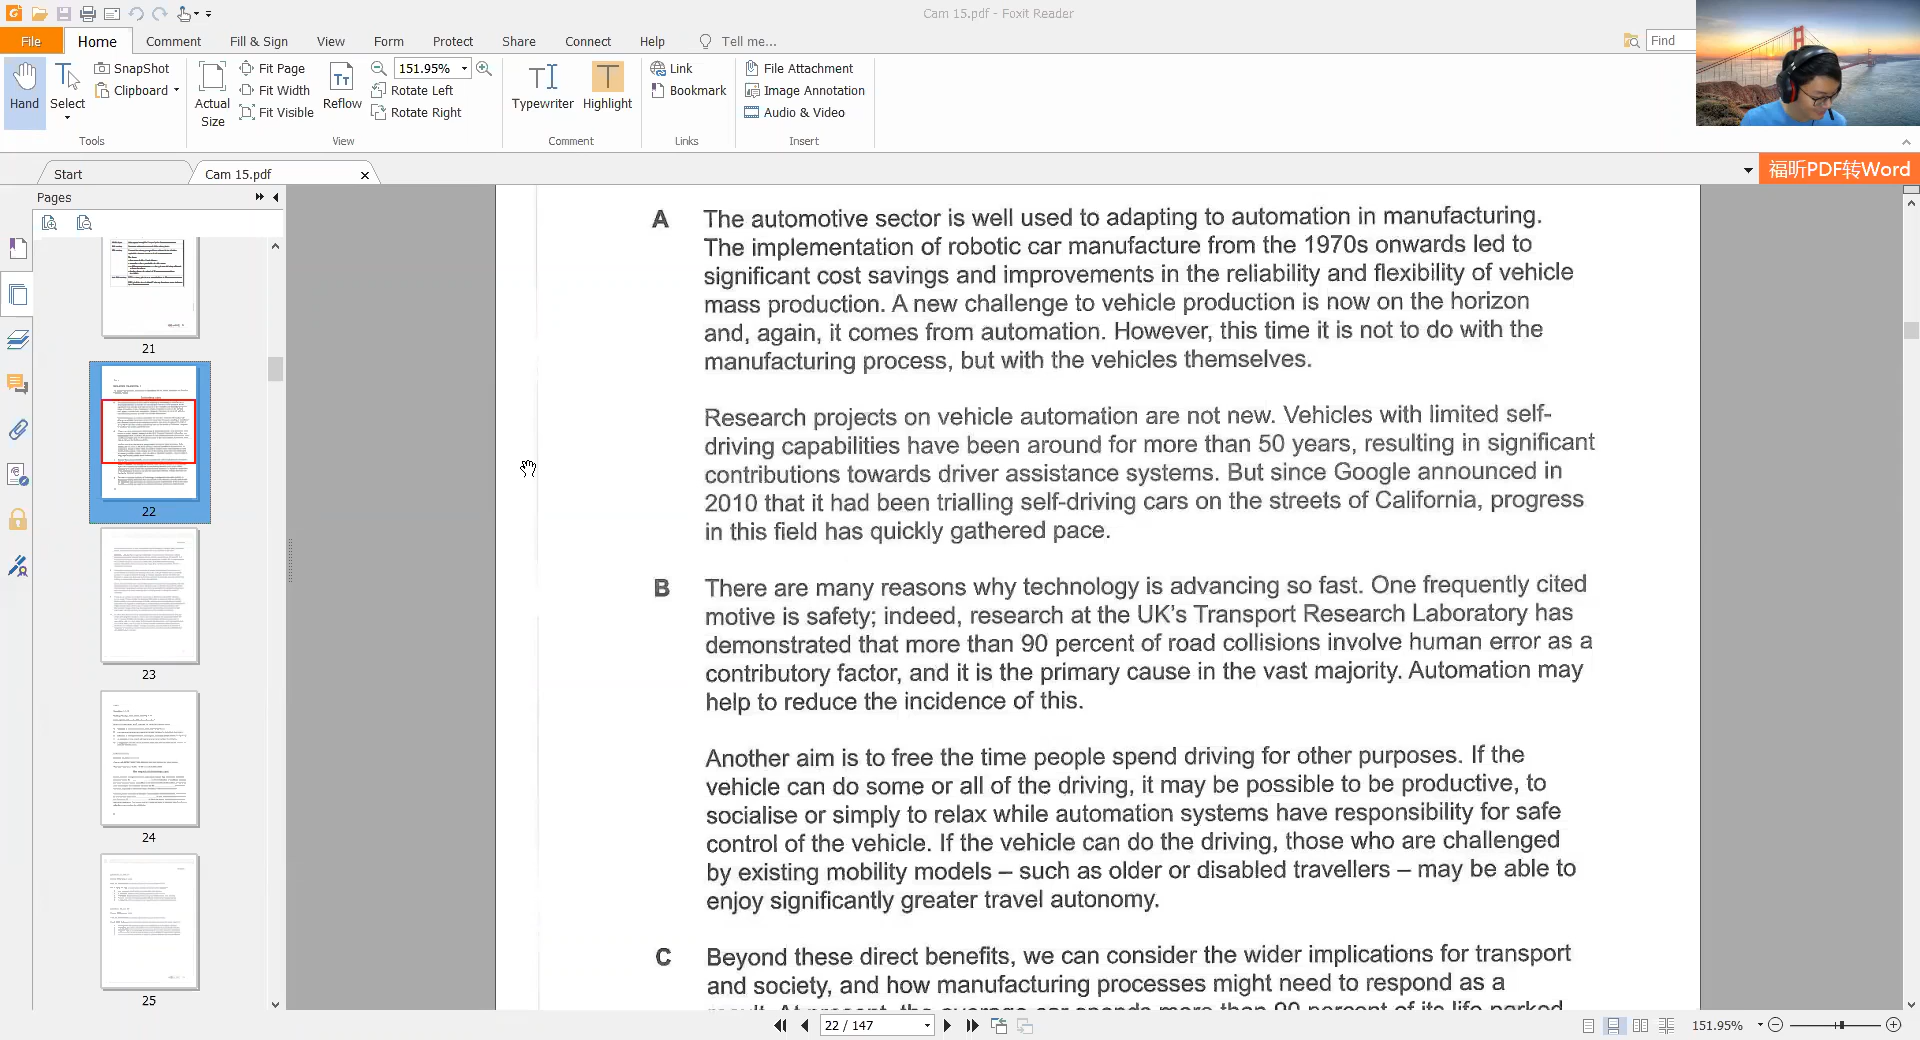 Cam 15.pdf - Foxit Reader
File
Home
Comment
Fill & Sign
View
Form
Protect
Share
Connect
Help
Tell me...
Find
Hand
Select
SnapShot
Clipboard
Actual Size
Fit Page
Fit Width
Fit Visible
Reflow
151.95%
Rotate Left
Rotate Right
Typewriter
Highlight
Link
Bookmark
File Attachment
Image Annotation
Audio & Video
Tools
View
Comment
Links
Insert
Start
Cam 15.pdf
福昕PDF转Word
Pages
21
22
23
24
25
A The automotive sector is well used to adapting to automation in manufacturing.
The implementation of robotic car manufacture from the 1970s onwards led to
significant cost savings and improvements in the reliability and flexibility of vehicle
mass production. A new challenge to vehicle production is now on the horizon
and, again, it comes from automation. However, this time it is not to do with the
manufacturing process, but with the vehicles themselves.
Research projects on vehicle automation are not new. Vehicles with limited self-
driving capabilities have been around for more than 50 years, resulting in significant
contributions towards driver assistance systems. But since Google announced in
2010 that it had been trialling self-driving cars on the streets of California, progress
in this field has quickly gathered pace.
B There are many reasons why technology is advancing so fast. One frequently cited
motive is safety; indeed, research at the UK's Transport Research Laboratory has
demonstrated that more than 90 percent of road collisions involve human error as a
contributory factor, and it is the primary cause in the vast majority. Automation may
help to reduce the incidence of this.
Another aim is to free the time people spend driving for other purposes. If the
vehicle can do some or all of the driving, it may be possible to be productive, to
socialise or simply to relax while automation systems have responsibility for safe
control of the vehicle. If the vehicle can do the driving, those who are challenged
by existing mobility models – such as older or disabled travellers – may be able to
enjoy significantly greater travel autonomy.
C Beyond these direct benefits, we can consider the wider implications for transport
and society, and how manufacturing processes might need to respond as a
result. At present, the average car spends more than 90 percent of its life parked.
22 / 147
151.95%